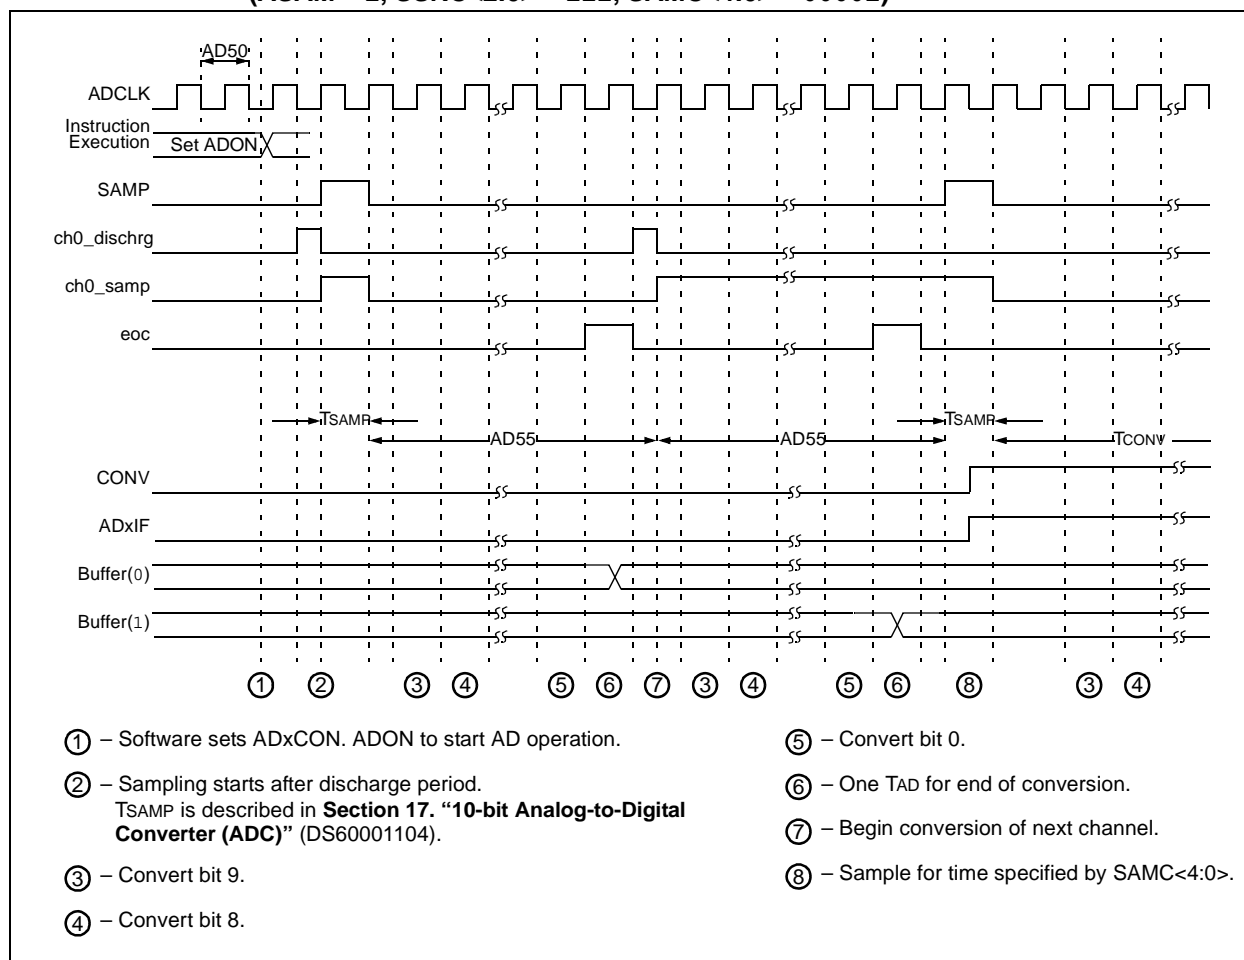 AD50
ADCLK
Instruction
Execution
Set ADON
SAMP
ch0_dischrg
ch0_samp
eoc
TSAMP
TSAMP
AD55
AD55
TCONV
CONV
ADxIF
Buffer(0)
Buffer(1)
1 2 3 4 5 6 7 3 4 5 6 8 3 4
1 – Software sets ADxCON. ADON to start AD operation.
2 – Sampling starts after discharge period.
TSAMP is described in Section 17. “10-bit Analog-to-Digital
Converter (ADC)” (DS60001104).
3 – Convert bit 9.
4 – Convert bit 8.
5 – Convert bit 0.
6 – One TAD for end of conversion.
7 – Begin conversion of next channel.
8 – Sample for time specified by SAMC<4:0>.